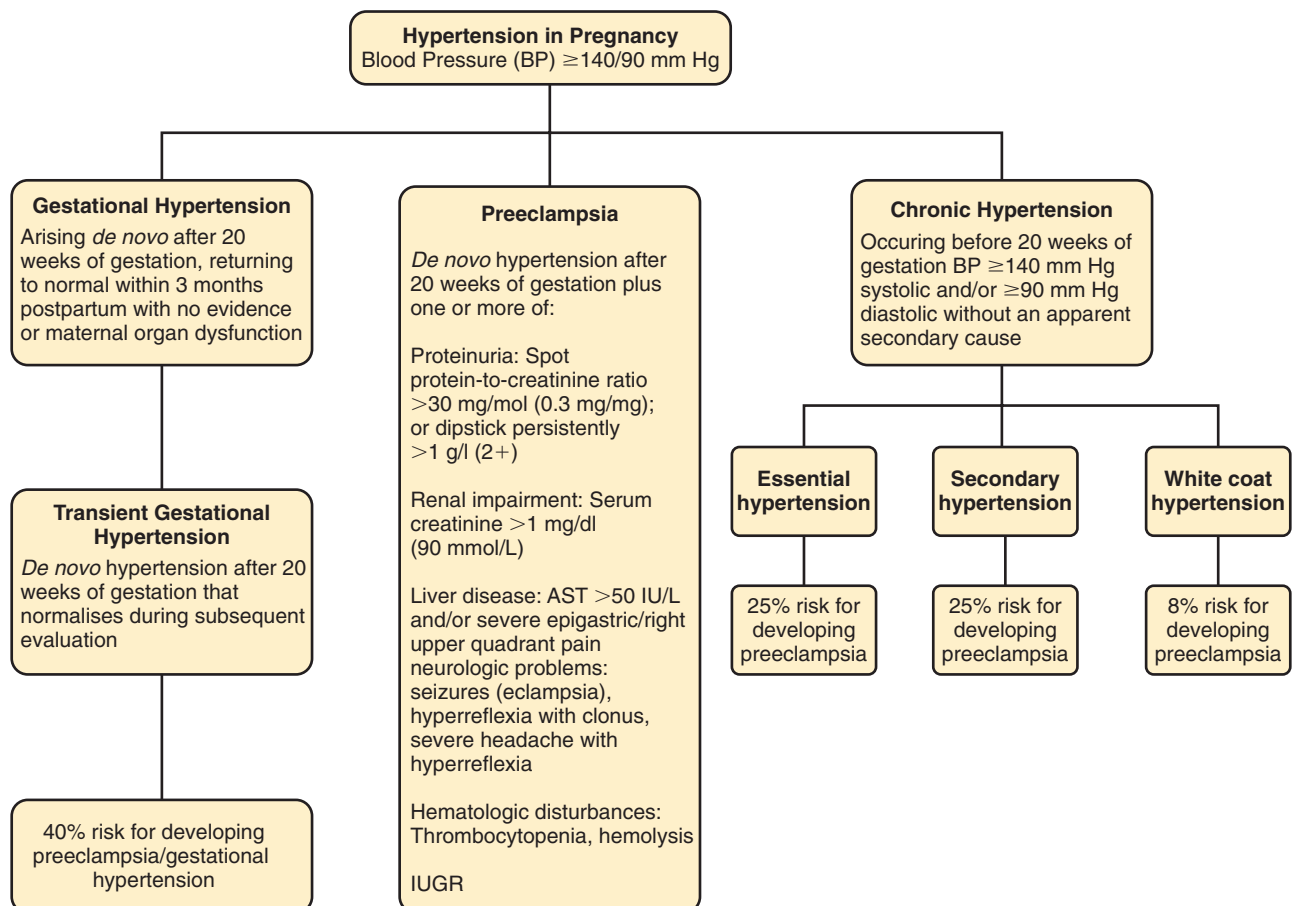 Hypertension in Pregnancy
Blood Pressure (BP) ≥140/90 mm Hg
Gestational Hypertension
Arising de novo after 20
weeks of gestation, returning
to normal within 3 months
postpartum with no evidence
or maternal organ dysfunction
Transient Gestational
Hypertension
De novo hypertension after 20
weeks of gestation that
normalises during subsequent
evaluation
40% risk for developing
preeclampsia/gestational
hypertension
Preeclampsia
De novo hypertension after
20 weeks of gestation plus
one or more of:
Proteinuria: Spot
protein-to-creatinine ratio
>30 mg/mol (0.3 mg/mg);
or dipstick persistently
>1 g/l (2+)
Renal impairment: Serum
creatinine >1 mg/dl
(90 mmol/L)
Liver disease: AST >50 IU/L
and/or severe epigastric/right
upper quadrant pain
neurologic problems:
seizures (eclampsia),
hyperreflexia with clonus,
severe headache with
hyperreflexia
Hematologic disturbances:
Thrombocytopenia, hemolysis
IUGR
Chronic Hypertension
Occuring before 20 weeks of
gestation BP ≥140 mm Hg
systolic and/or ≥90 mm Hg
diastolic without an apparent
secondary cause
Essential
hypertension
25% risk for
developing
preeclampsia
Secondary
hypertension
25% risk for
developing
preeclampsia
White coat
hypertension
8% risk for
developing
preeclampsia